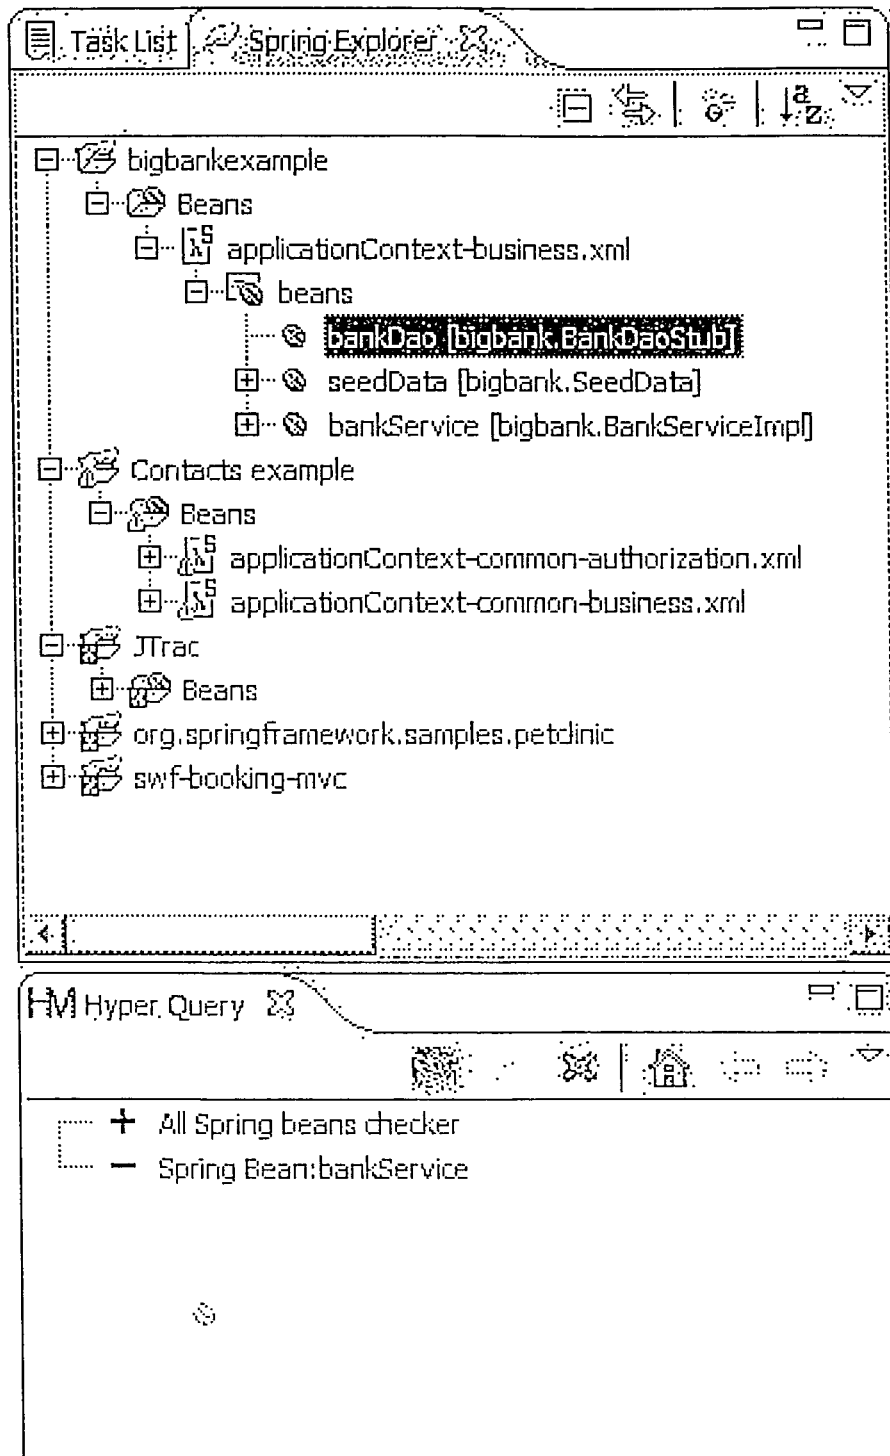 Task List Spring Explorer
bigbankexample
Beans
applicationContext-business.xml
beans
bankDao [bigbank.BankDaoStub]
seedData [bigbank.SeedData]
bankService [bigbank.BankServiceImpl]
Contacts example
Beans
applicationContext-common-authorization.xml
applicationContext-common-business.xml
JTrac
Beans
org.springframework.samples.petclinic
swf-booking-mvc
HM Hyper Query
All Spring beans checker
Spring Bean:bankService